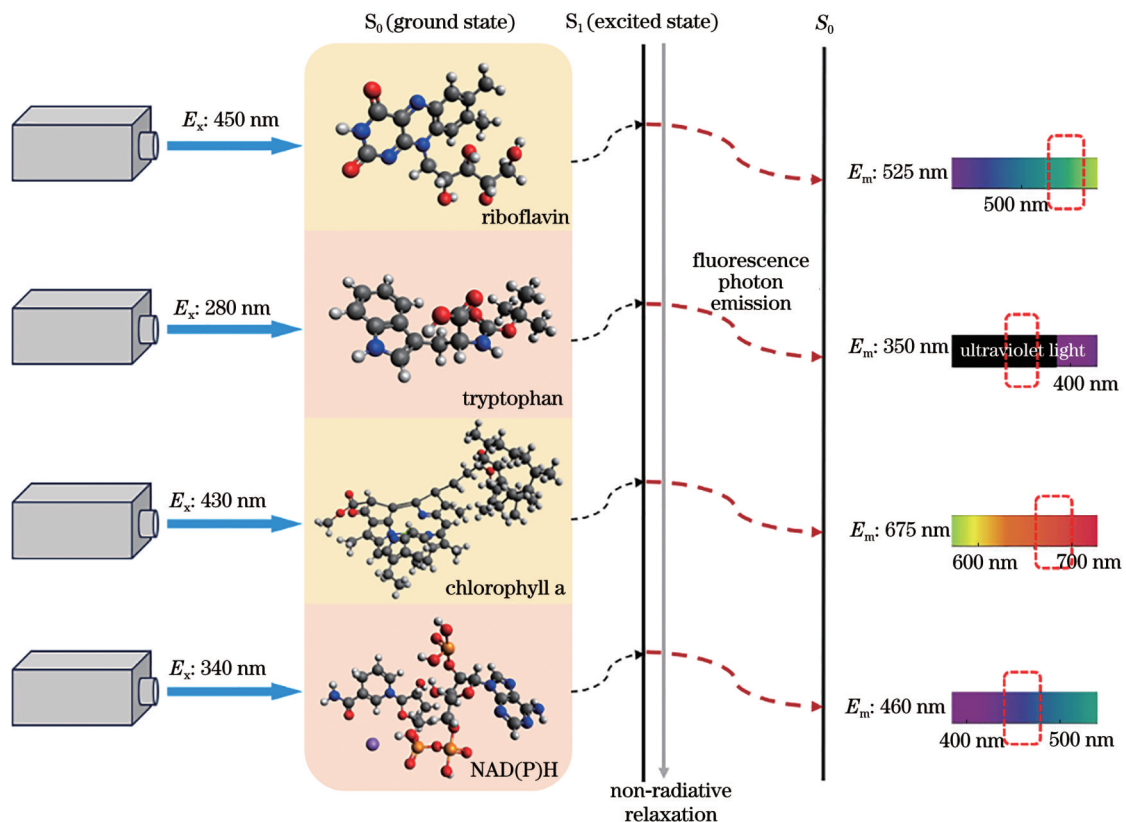 S₀ (ground state)
S₁ (excited state)
S₀
Eₓ: 450 nm
riboflavin
Eₘ: 525 nm
500 nm
Eₓ: 280 nm
tryptophan
fluorescence
photon
emission
Eₘ: 350 nm
ultraviolet light
400 nm
Eₓ: 430 nm
chlorophyll a
Eₘ: 675 nm
600 nm
700 nm
Eₓ: 340 nm
NAD(P)H
Eₘ: 460 nm
400 nm
500 nm
non-radiative
relaxation